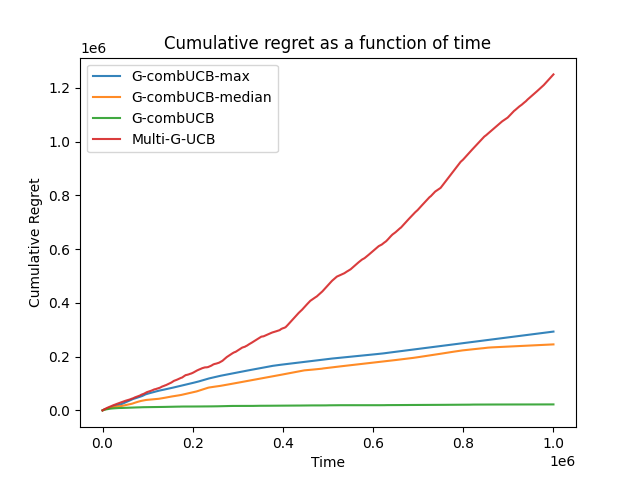 Cumulative regret as a function of time
1e6
G-combUCB-max
G-combUCB-median
G-combUCB
Multi-G-UCB
1.2
1.0
0.8
0.6
0.4
0.2
0.0
Cumulative Regret
0.0 0.2 0.4 0.6 0.8 1.0
Time
1e6